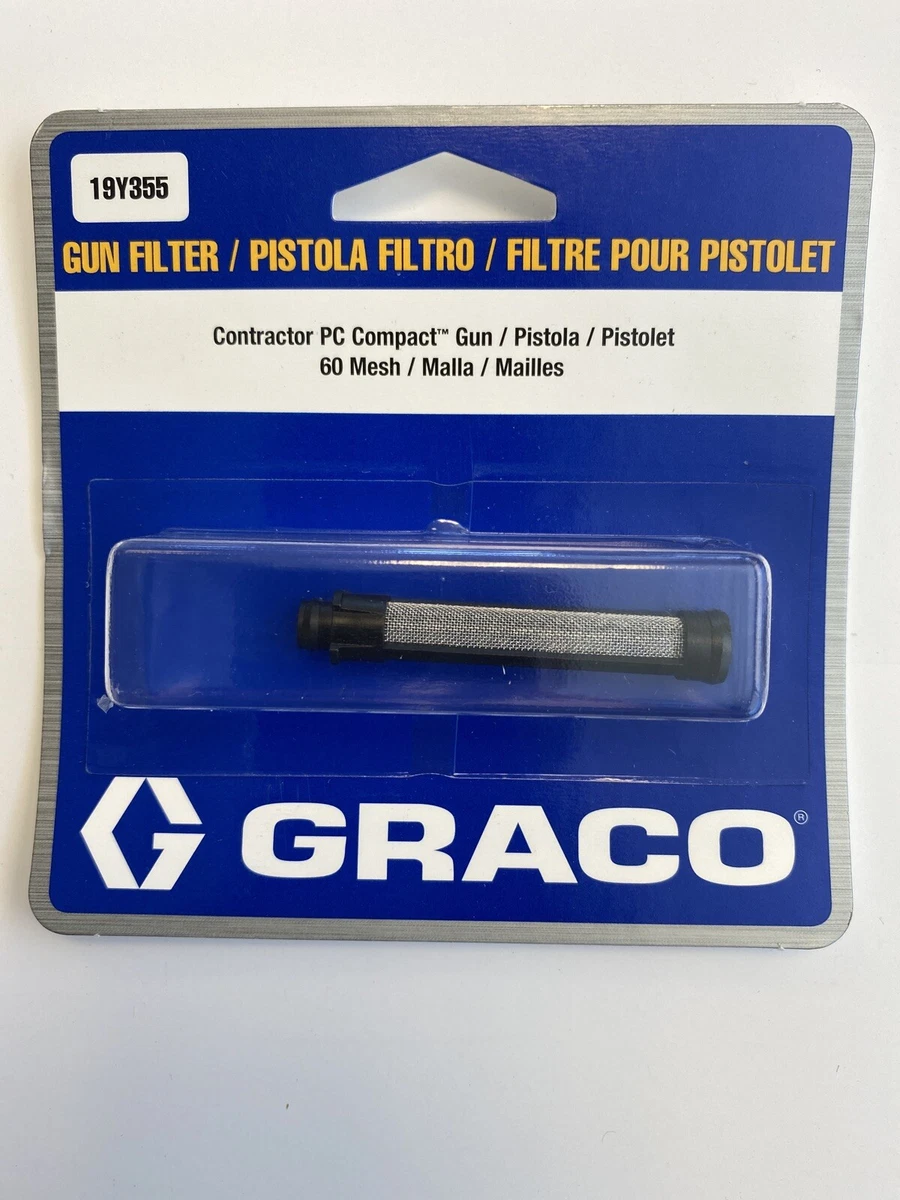 19Y355
GUN FILTER / PISTOLA FILTRO / FILTRE POUR PISTOLET
Contractor PC Compact™ Gun / Pistola / Pistolet
60 Mesh / Malla / Mailles
G GRACO®